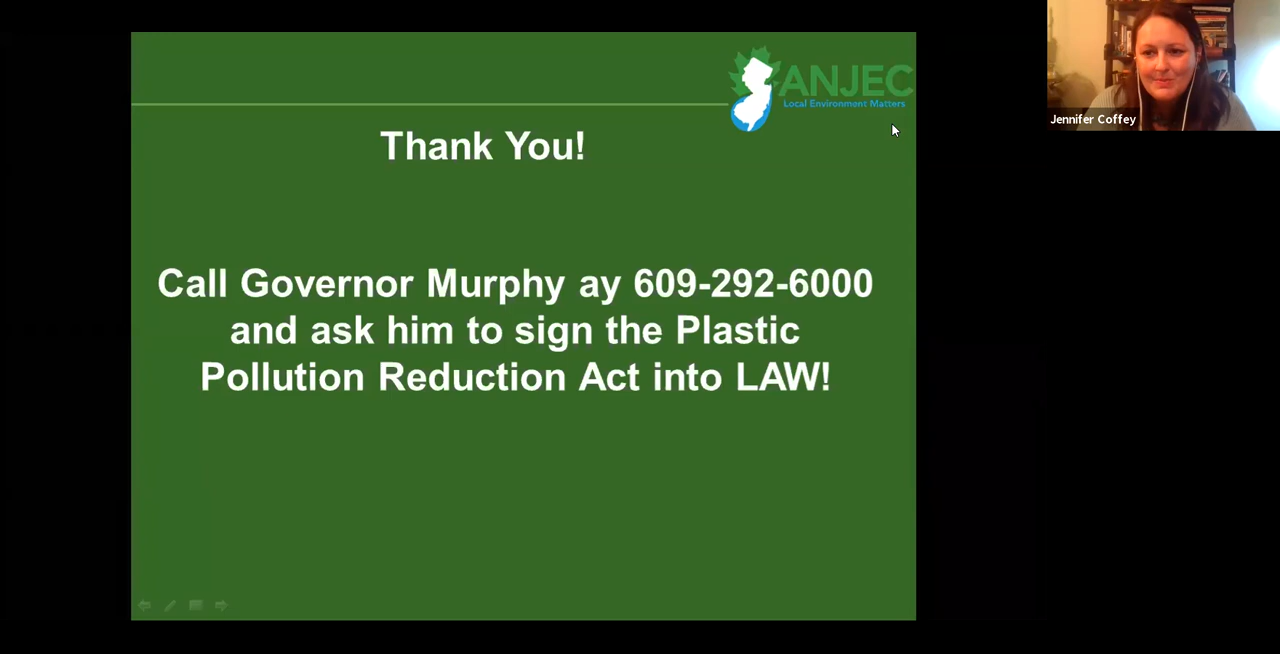 ANJEC
Local Environment Matters
Jennifer Coffey
Thank You!
Call Governor Murphy ay 609-292-6000
and ask him to sign the Plastic
Pollution Reduction Act into LAW!